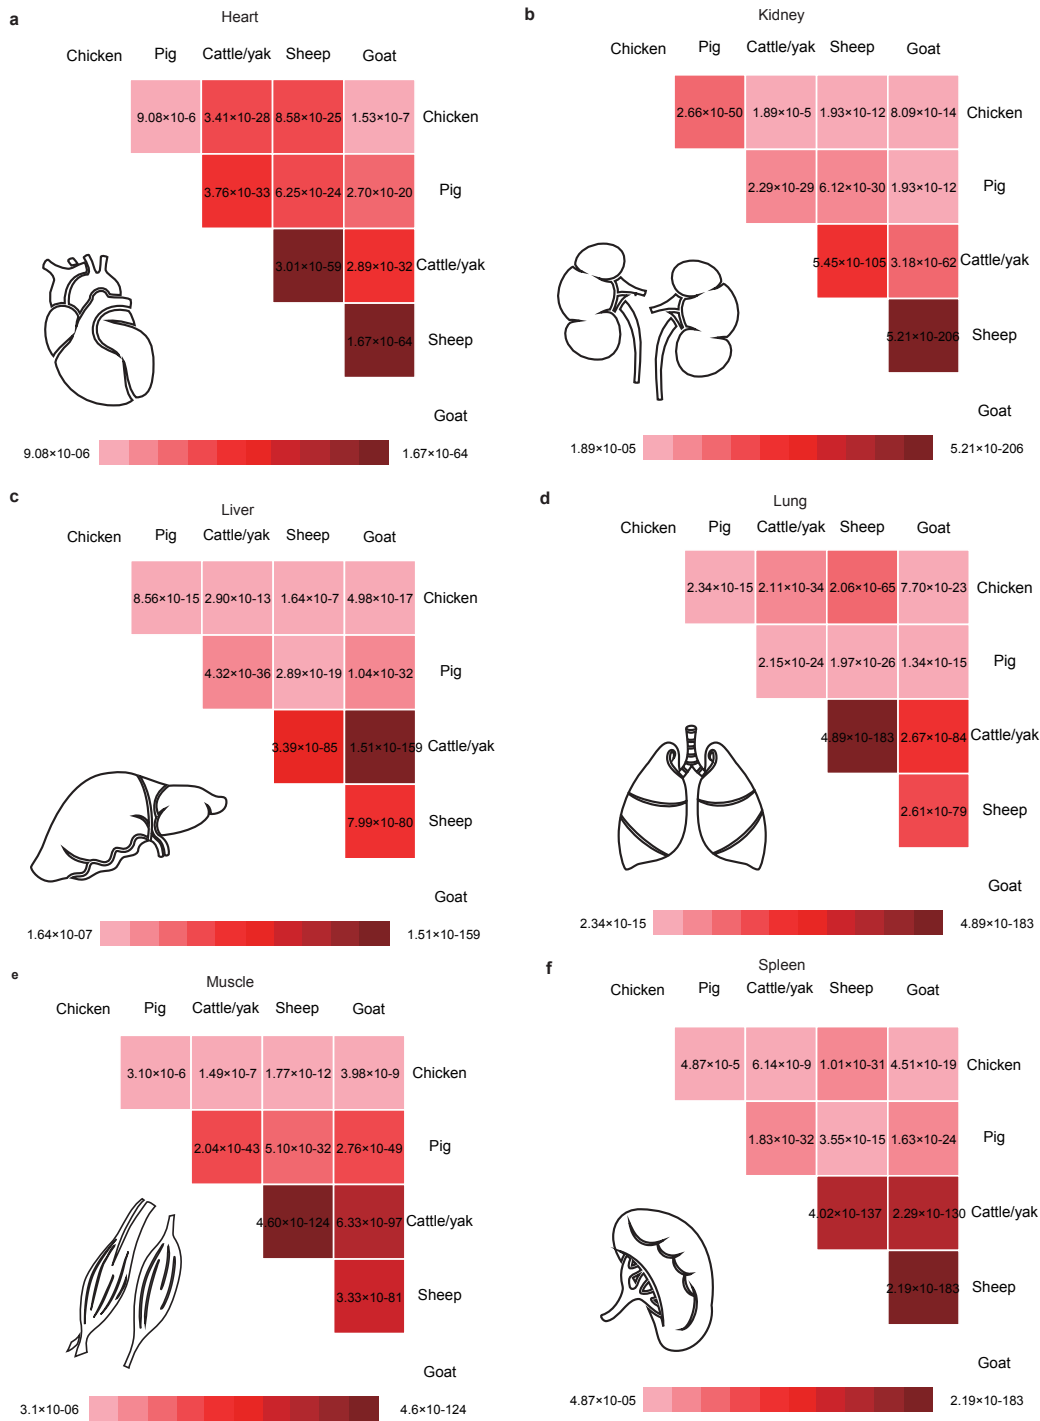 a
Heart
Chicken Pig Cattle/yak Sheep Goat
9.08×10-6 3.41×10-28 8.58×10-25 1.53×10-7 Chicken
3.76×10-33 6.25×10-24 2.70×10-20 Pig
3.01×10-59 2.89×10-32 Cattle/yak
1.67×10-64 Sheep
Goat
9.08×10-06 1.67×10-64
b
Kidney
Chicken Pig Cattle/yak Sheep Goat
2.66×10-50 1.89×10-5 1.93×10-12 8.09×10-14 Chicken
2.29×10-29 6.12×10-30 1.93×10-12 Pig
5.45×10-105 3.18×10-62 Cattle/yak
5.21×10-206 Sheep
Goat
1.89×10-05 5.21×10-206
c
Liver
Chicken Pig Cattle/yak Sheep Goat
8.56×10-15 2.90×10-13 1.64×10-7 4.98×10-17 Chicken
4.32×10-36 2.89×10-19 1.04×10-32 Pig
3.39×10-85 1.51×10-159 Cattle/yak
7.99×10-80 Sheep
Goat
1.64×10-07 1.51×10-159
d
Lung
Chicken Pig Cattle/yak Sheep Goat
2.34×10-15 2.11×10-34 2.06×10-65 7.70×10-23 Chicken
2.15×10-24 1.97×10-26 1.34×10-15 Pig
4.89×10-183 2.67×10-84 Cattle/yak
2.61×10-79 Sheep
Goat
2.34×10-15 4.89×10-183
e
Muscle
Chicken Pig Cattle/yak Sheep Goat
3.10×10-6 1.49×10-7 1.77×10-12 3.98×10-9 Chicken
2.04×10-43 5.10×10-32 2.76×10-49 Pig
4.60×10-124 6.33×10-97 Cattle/yak
3.33×10-81 Sheep
Goat
3.1×10-06 4.6×10-124
f
Spleen
Chicken Pig Cattle/yak Sheep Goat
4.87×10-5 6.14×10-9 1.01×10-31 4.51×10-19 Chicken
1.83×10-32 3.55×10-15 1.63×10-24 Pig
4.02×10-137 2.29×10-130 Cattle/yak
2.19×10-183 Sheep
Goat
4.87×10-05 2.19×10-183